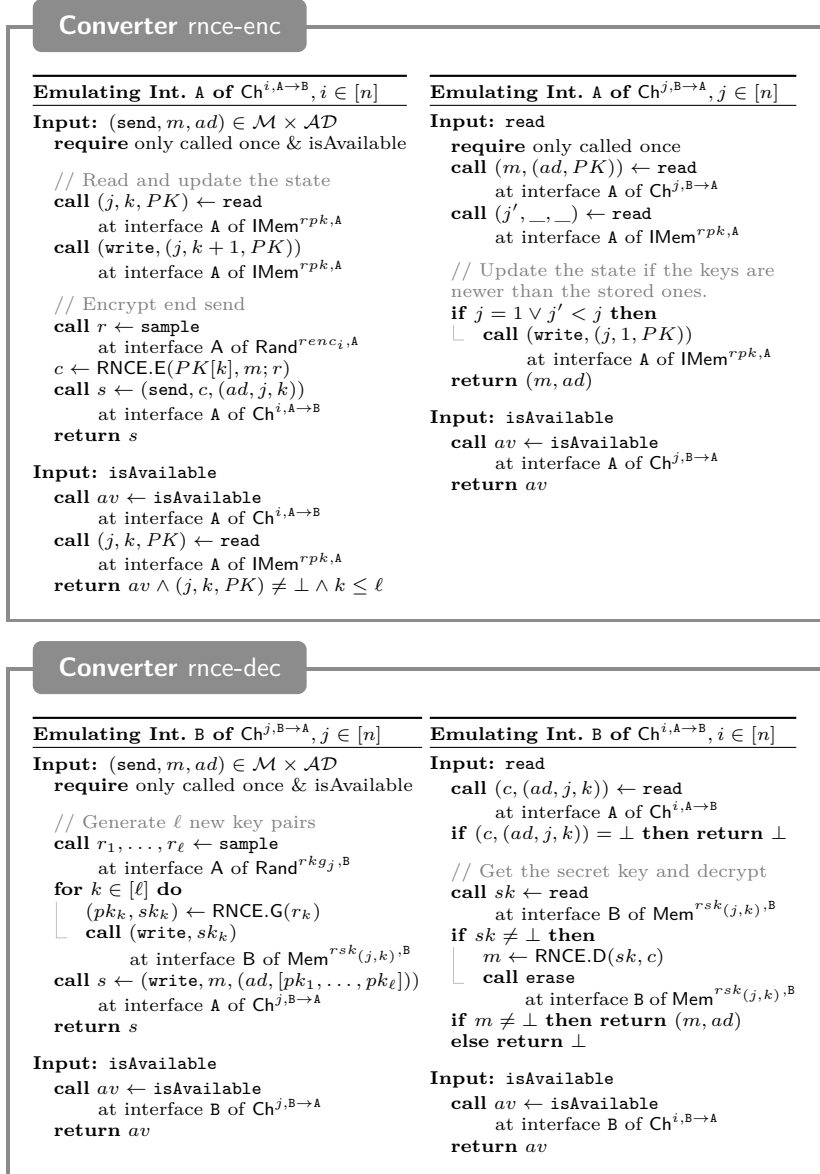 Converter rnce-enc
Emulating Int. A of Ch^{i,A→B}, i ∈ [n]
Input: (send, m, ad) ∈ M × AD
require only called once & isAvailable
// Read and update the state
call (j, k, PK) ← read
at interface A of IMem^{rpk,A}
call (write, (j, k + 1, PK))
at interface A of IMem^{rpk,A}
// Encrypt end send
call r ← sample
at interface A of Rand^{renc_i,A}
c ← RNCE.E(PK[k], m; r)
call s ← (send, c, (ad, j, k))
at interface A of Ch^{i,A→B}
return s
Input: isAvailable
call av ← isAvailable
at interface A of Ch^{i,A→B}
call (j, k, PK) ← read
at interface A of IMem^{rpk,A}
return av ∧ (j, k, PK) ≠ ⊥ ∧ k ≤ ℓ
Emulating Int. A of Ch^{j,B→A}, j ∈ [n]
Input: read
require only called once
call (m, (ad, PK)) ← read
at interface A of Ch^{j,B→A}
call (j′, __, __) ← read
at interface A of IMem^{rpk,A}
// Update the state if the keys are
newer than the stored ones.
if j = 1 ∨ j′ < j then
call (write, (j, 1, PK))
at interface A of IMem^{rpk,A}
return (m, ad)
Input: isAvailable
call av ← isAvailable
at interface A of Ch^{j,B→A}
return av
Converter rnce-dec
Emulating Int. B of Ch^{j,B→A}, j ∈ [n]
Input: (send, m, ad) ∈ M × AD
require only called once & isAvailable
// Generate ℓ new key pairs
call r_1, . . . , r_ℓ ← sample
at interface A of Rand^{rkg_j,B}
for k ∈ [ℓ] do
(pk_k, sk_k) ← RNCE.G(r_k)
call (write, sk_k)
at interface B of Mem^{rsk_(j,k),B}
call s ← (write, m, (ad, [pk_1, . . . , pk_ℓ]))
at interface A of Ch^{j,B→A}
return s
Input: isAvailable
call av ← isAvailable
at interface B of Ch^{j,B→A}
return av
Emulating Int. B of Ch^{i,A→B}, i ∈ [n]
Input: read
call (c, (ad, j, k)) ← read
at interface A of Ch^{i,A→B}
if (c, (ad, j, k)) = ⊥ then return ⊥
// Get the secret key and decrypt
call sk ← read
at interface B of Mem^{rsk_(j,k),B}
if sk ≠ ⊥ then
m ← RNCE.D(sk, c)
call erase
at interface B of Mem^{rsk_(j,k),B}
if m ≠ ⊥ then return (m, ad)
else return ⊥
Input: isAvailable
call av ← isAvailable
at interface B of Ch^{i,B→A}
return av